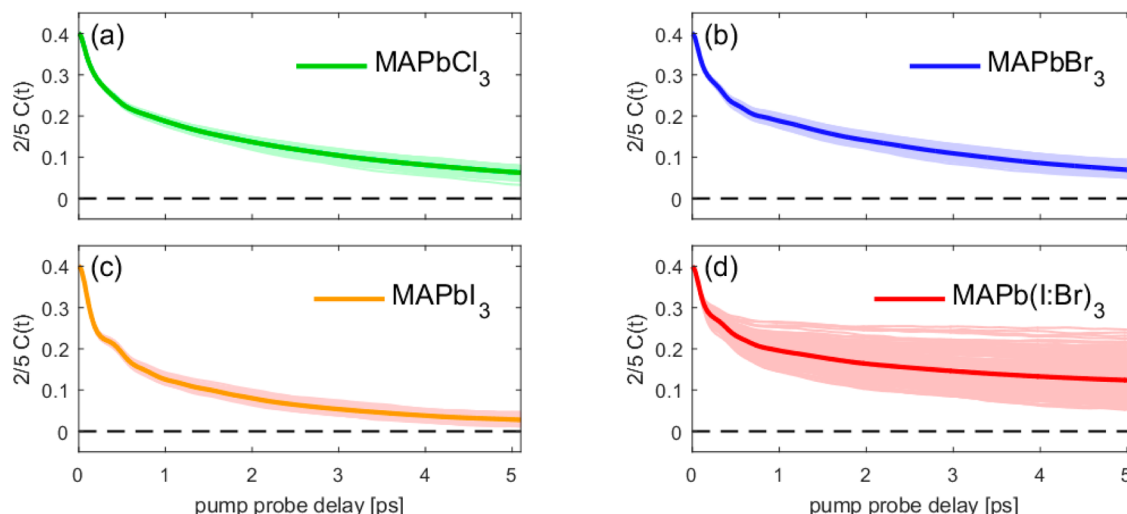 (a)
MAPbCl3
0.4
0.3
0.2
0.1
0
2/5 C(t)
(b)
MAPbBr3
0.4
0.3
0.2
0.1
0
2/5 C(t)
(c)
MAPbI3
0.4
0.3
0.2
0.1
0
2/5 C(t)
0 1 2 3 4 5
pump probe delay [ps]
(d)
MAPb(I:Br)3
0.4
0.3
0.2
0.1
0
2/5 C(t)
0 1 2 3 4 5
pump probe delay [ps]